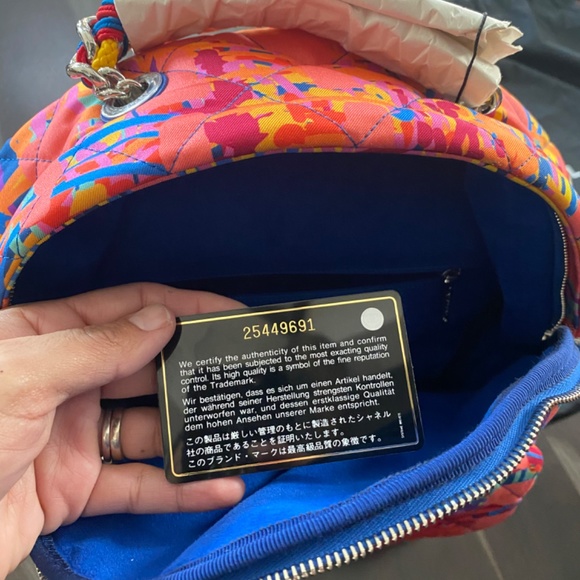 25449691
We certify the authenticity of this item and confirm
that it has been subjected to the most exacting quality
control. Its high quality is a symbol of the fine reputation
of the Trademark.
Wir bestätigen, dass es sich um einen Artikel handelt,
der während seiner Herstellung strengsten Kontrollen
unterworfen war, und dessen erstklassige Qualität
dem hohen Ansehen unserer Marke entspricht.
この製品は厳しい管理のもとに製造されたシャネル
社の商品であることを証明いたします。
このブランド・マークは最高級品質の象徴です。